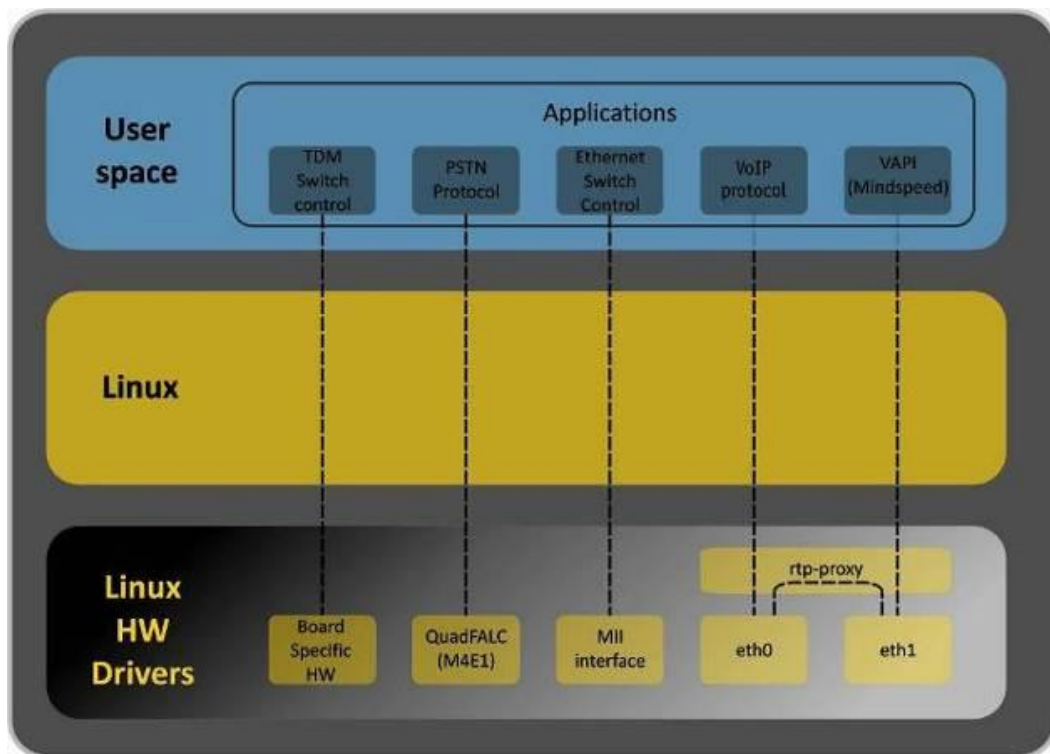 User
space
Applications
TDM
Switch
control
PSTN
Protocol
Ethernet
Switch
Control
VoIP
protocol
VAPI
(Mindspeed)
Linux
Linux
HW
Drivers
rtp-proxy
Board
Specific
HW
QuadFALC
(M4E1)
MII
interface
eth0
eth1